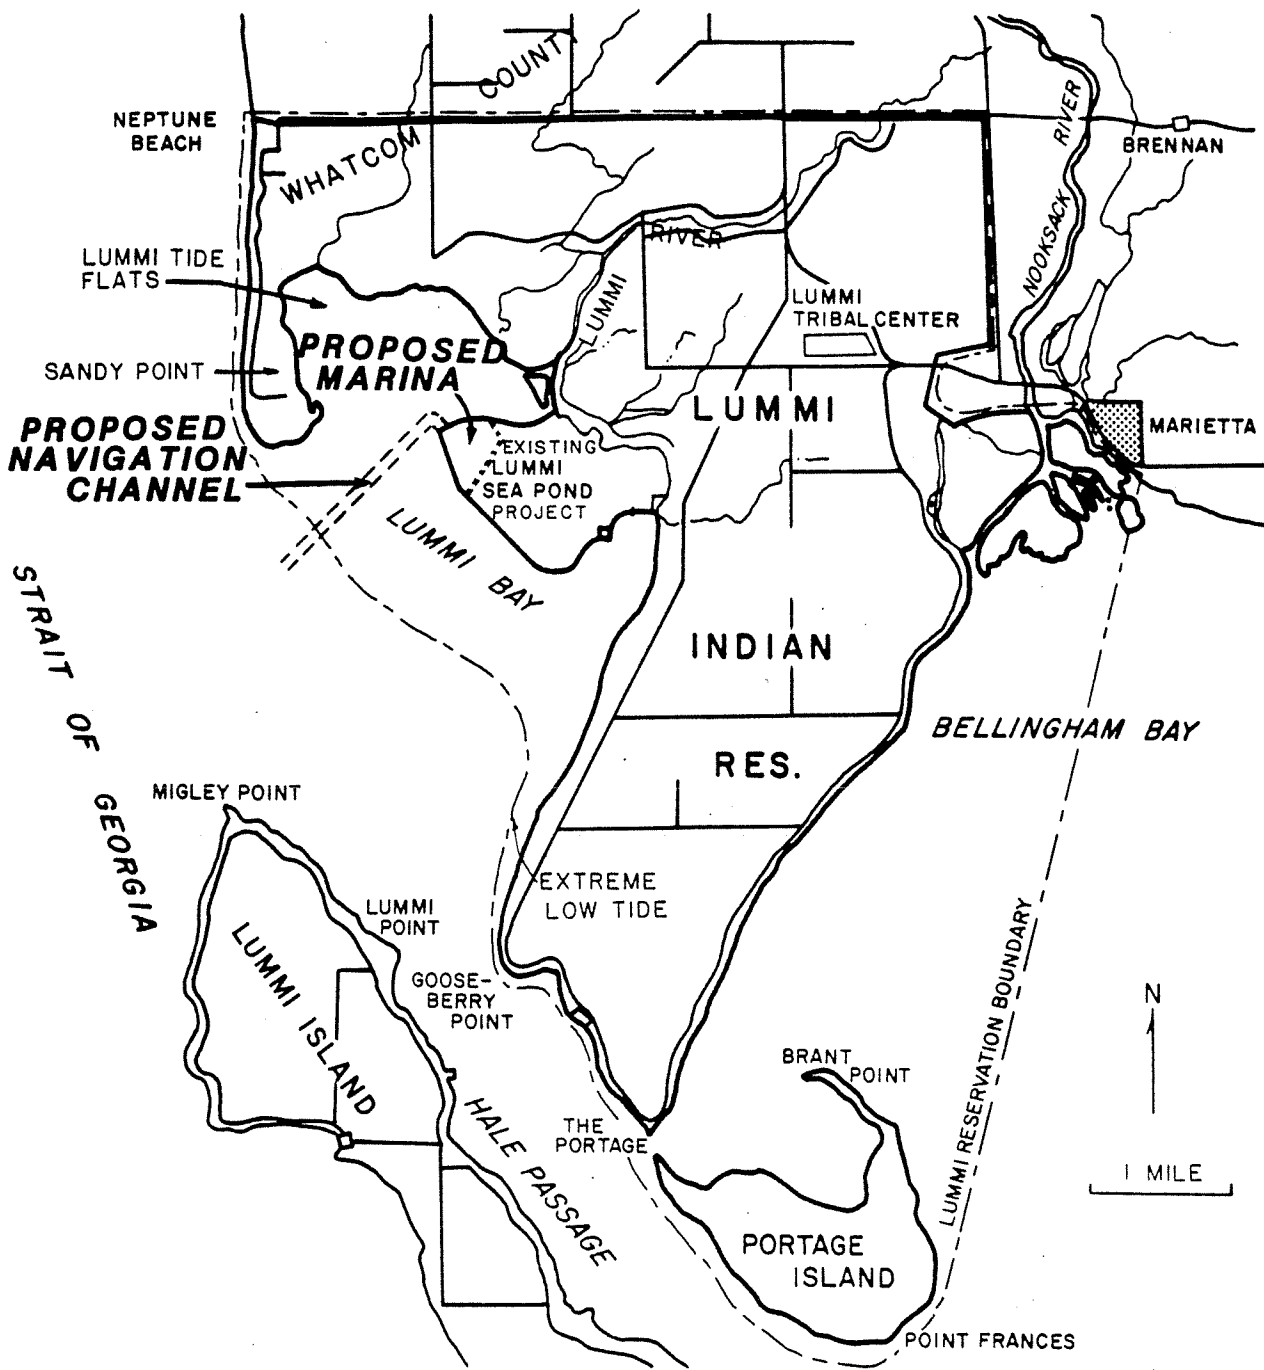 WHATCOM COUNT
NEPTUNE
BEACH
RIVER
BRENNAN
NOOKSACK
LUMMI TIDE
FLATS
RIVER
LUMMI
LUMMI
TRIBAL CENTER
PROPOSED
MARINA
SANDY POINT
LUMMI
MARIETTA
PROPOSED
NAVIGATION
CHANNEL
EXISTING
LUMMI
SEA POND
PROJECT
LUMMI BAY
STRAIT OF GEORGIA
INDIAN
BELLINGHAM BAY
RES.
MIGLEY POINT
EXTREME
LOW TIDE
LUMMI
POINT
LUMMI ISLAND
GOOSE-
BERRY
POINT
LUMMI RESERVATION BOUNDARY
N
BRANT
POINT
HALE PASSAGE
THE
PORTAGE
1 MILE
PORTAGE
ISLAND
POINT FRANCES